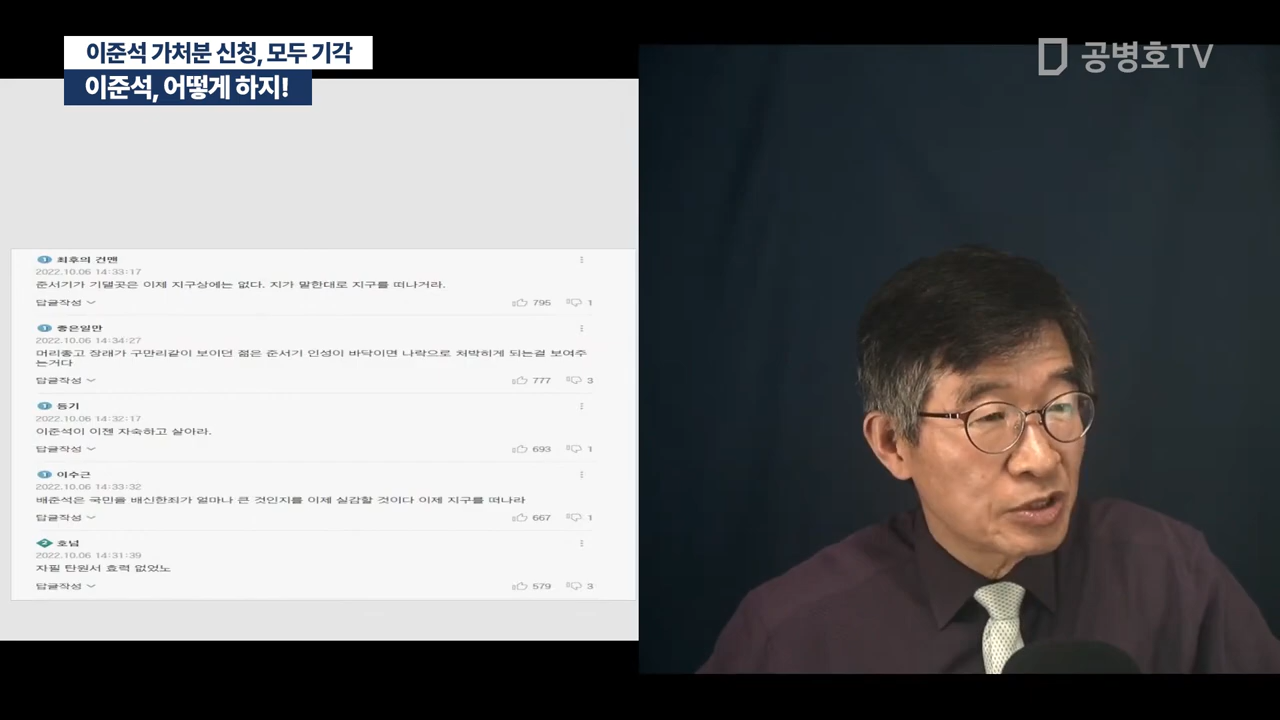 이준석 가처분 신청, 모두 기각
이준석, 어떻게 하지!
공병호TV
1 최후의 건맨
2022.10.06 14:33:17
준서기가 기댈곳은 이제 지구상에는 없다. 지가 말한대로 지구를 떠나거라.
답글작성
795 1
1 좋은일만
2022.10.06 14:34:27
머리좋고 장래가 구만리같이 보이던 젊은 준서기 인성이 바닥이면 나락으로 처박히게 되는걸 보여주
는거다
답글작성
777 3
1 등기
2022.10.06 14:32:17
이준석이 이젠 자숙하고 살아라.
답글작성
693 1
1 이수근
2022.10.06 14:33:32
배준석은 국민들 배신한죄가 얼마나 큰 것인지를 이제 실감할 것이다 이제 지구를 떠나라
답글작성
667 1
2 호넘
2022.10.06 14:31:39
자필 탄원서 효력 없었노
답글작성
579 3